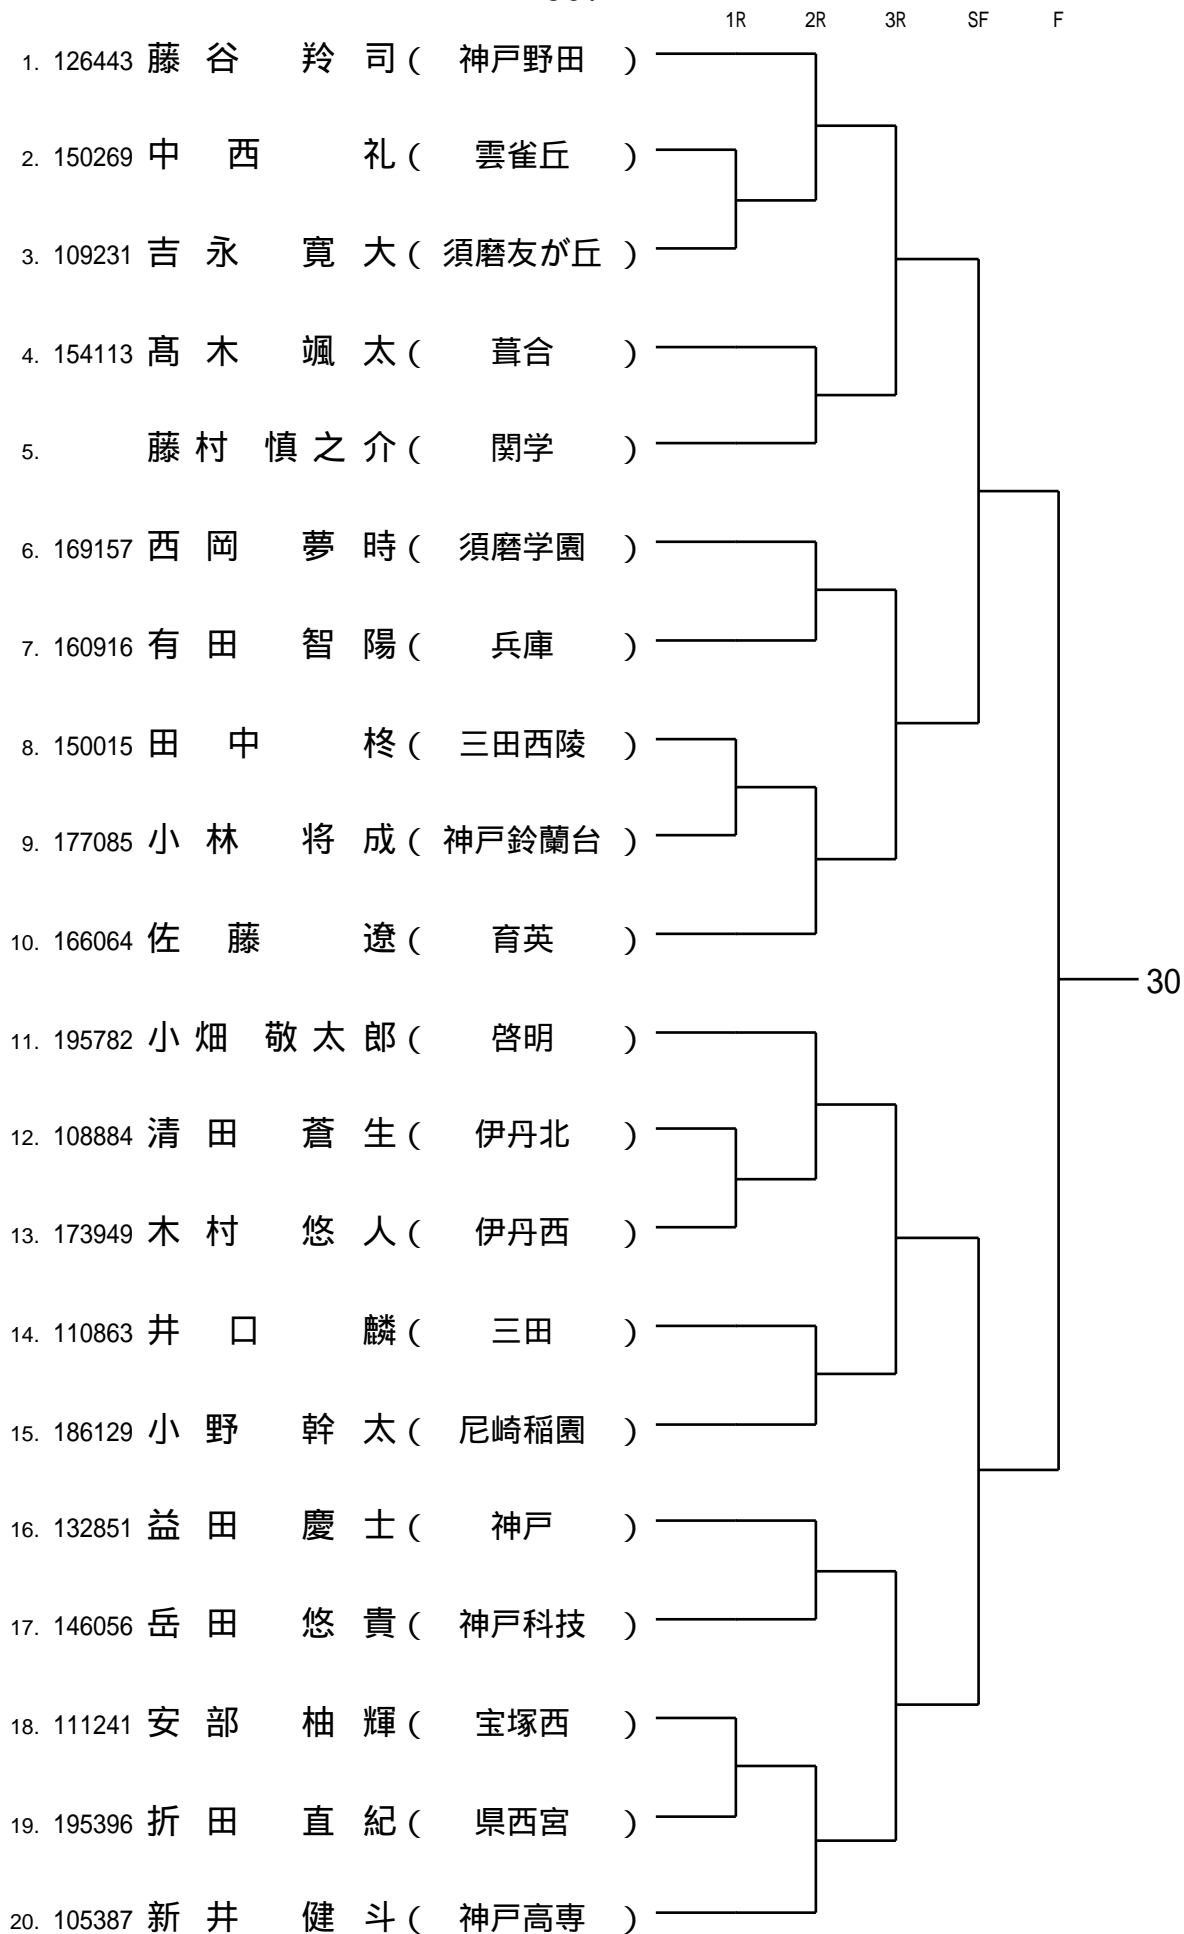 1R 2R 3R SF F
1. 126443 藤谷 羚司 ( 神戸野田 )
2. 150269 中西 礼 ( 雲雀丘 )
3. 109231 吉永 寛大 ( 須磨友が丘 )
4. 154113 髙木 颯太 ( 葺合 )
5. 藤村 慎之介 ( 関学 )
6. 169157 西岡 夢時 ( 須磨学園 )
7. 160916 有田 智陽 ( 兵庫 )
8. 150015 田中 柊 ( 三田西陵 )
9. 177085 小林 将成 ( 神戸鈴蘭台 )
10. 166064 佐藤 遼 ( 育英 )
30
11. 195782 小畑 敬太郎 ( 啓明 )
12. 108884 清田 蒼生 ( 伊丹北 )
13. 173949 木村 悠人 ( 伊丹西 )
14. 110863 井口 麟 ( 三田 )
15. 186129 小野 幹太 ( 尼崎稲園 )
16. 132851 益田 慶士 ( 神戸 )
17. 146056 岳田 悠貴 ( 神戸科技 )
18. 111241 安部 柚輝 ( 宝塚西 )
19. 195396 折田 直紀 ( 県西宮 )
20. 105387 新井 健斗 ( 神戸高専 )